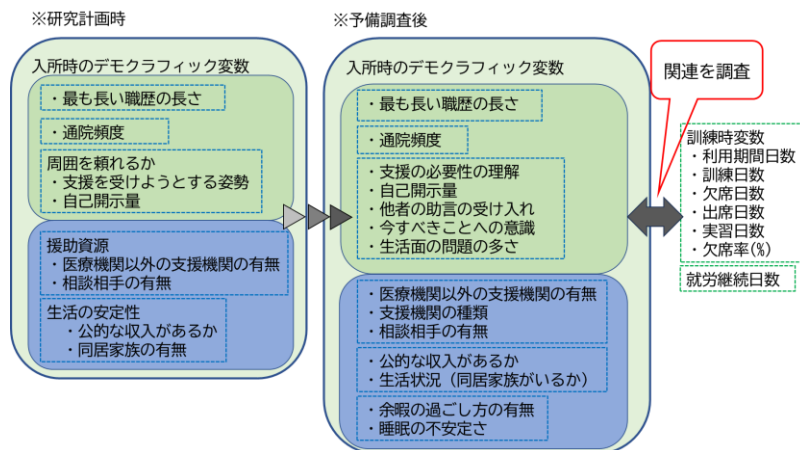 ※研究計画時
入所時のデモクラフィック変数
・最も長い職歴の長さ
・通院頻度
周囲を頼れるか
・支援を受けようとする姿勢
・自己開示量
援助資源
・医療機関以外の支援機関の有無
・相談相手の有無
生活の安定性
・公的な収入があるか
・同居家族の有無
※予備調査後
入所時のデモクラフィック変数
・最も長い職歴の長さ
・通院頻度
・支援の必要性の理解
・自己開示量
・他者の助言の受け入れ
・今すべきことへの意識
・生活面の問題の多さ
・医療機関以外の支援機関の有無
・支援機関の種類
・相談相手の有無
・公的な収入があるか
・生活状況（同居家族がいるか）
・余暇の過ごし方の有無
・睡眠の不安定さ
関連を調査
訓練時変数
・利用期間日数
・訓練日数
・欠席日数
・出席日数
・実習日数
・欠席率(%)
就労継続日数